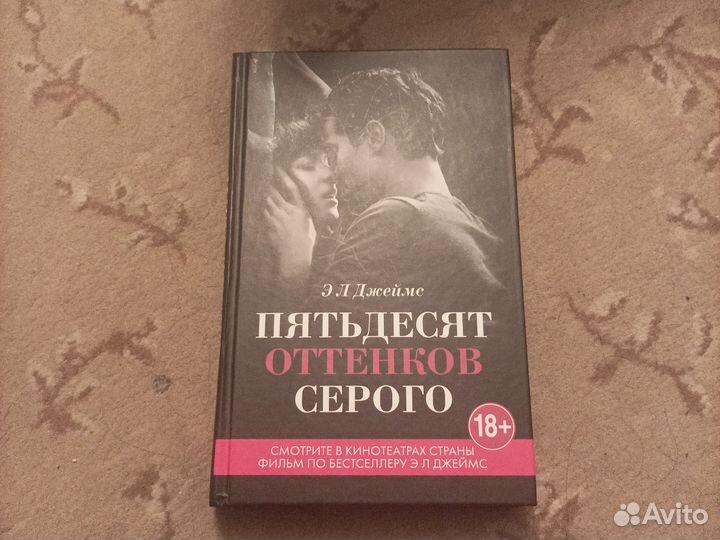 Э Л Джеймс
ПЯТЬДЕСЯТ
ОТТЕНКОВ
СЕРОГО
18+
СМОТРИТЕ В КИНОТЕАТРАХ СТРАНЫ
ФИЛЬМ ПО БЕСТСЕЛЛЕРУ Э Л ДЖЕЙМС
Avito